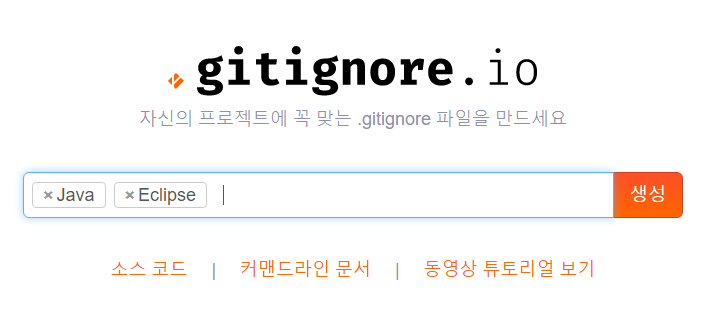 gitignore.io
자신의 프로젝트에 꼭 맞는 .gitignore 파일을 만드세요
× Java × Eclipse 생성
소스 코드 | 커맨드라인 문서 | 동영상 튜토리얼 보기